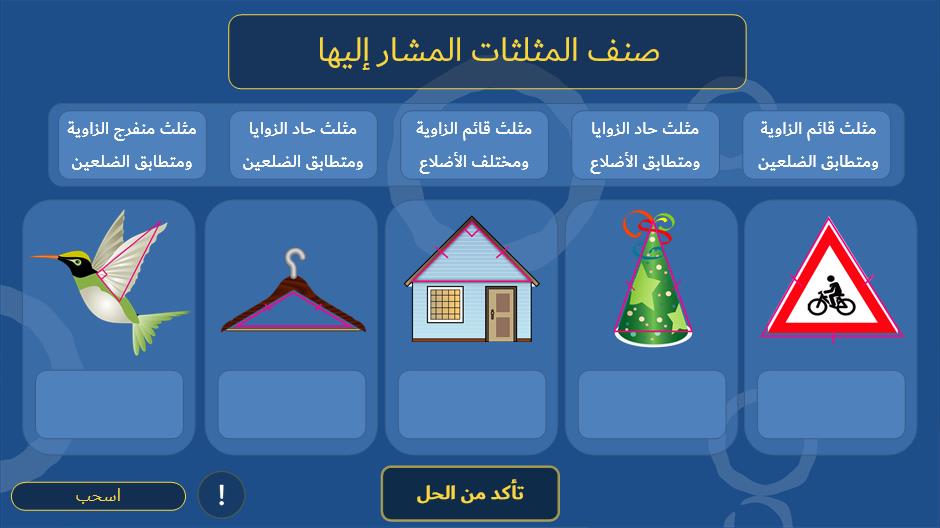 صنف المثلثات المشار إليها
مثلث قائم الزاوية
ومتطابق الضلعين
مثلث حاد الزوايا
ومتطابق الأضلاع
مثلث قائم الزاوية
ومختلف الأضلاع
مثلث حاد الزوايا
ومتطابق الضلعين
مثلث منفرج الزاوية
ومتطابق الضلعين
تأكد من الحل
!
اسحب